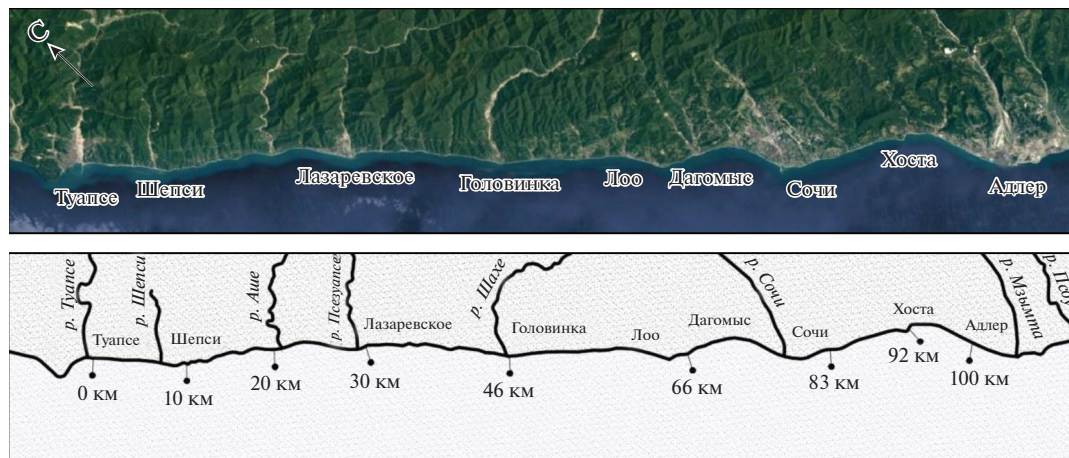 С
Туапсе
Шепси
Лазаревское
Головинка
Лоо
Дагомыс
Сочи
Хоста
Адлер
р. Туапсе
р. Шепси
р. Аше
р. Псезуапсе
р. Шахе
р. Сочи
р. Мзымта
Туапсе
Шепси
Лазаревское
Головинка
Лоо
Дагомыс
Сочи
Хоста
Адлер
0 км
10 км
20 км
30 км
46 км
66 км
83 км
92 км
100 км